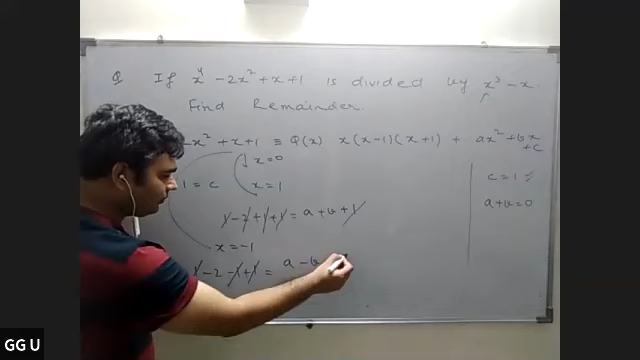 Q If x⁴ - 2x² + x + 1 is divided by x³ - x.
Find Remainder.
x² + x + 1 ≡ Q(x) x(x-1)(x+1) + ax² + bx + c
x = 0
1 = c
x = 1
c = 1
a + b = 0
1 - 2 + 1 + 1 = a + b + 1
x = -1
- 2 - 1 + 1 = a - b
GG U